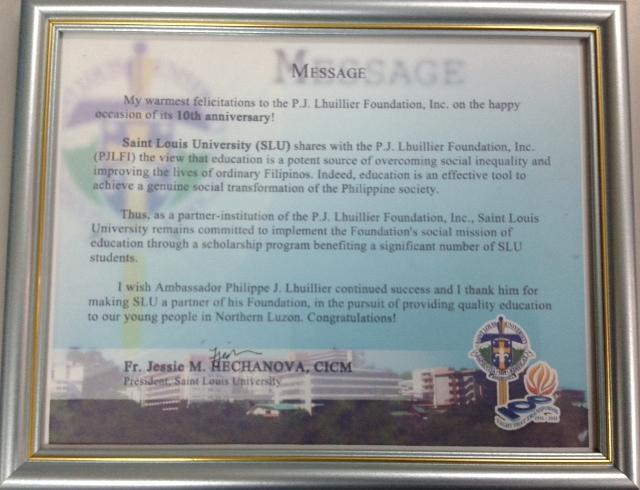 MESSAGE
My warmest felicitations to the P.J. Lhuillier Foundation, Inc. on the happy
occasion of its 10th anniversary!
Saint Louis University (SLU) shares with the P.J. Lhuillier Foundation, Inc.
(PJLFI) the view that education is a potent source of overcoming social inequality and
improving the lives of ordinary Filipinos. Indeed, education is an effective tool to
achieve a genuine social transformation of the Philippine society.
Thus, as a partner-institution of the P.J. Lhuillier Foundation, Inc., Saint Louis
University remains committed to implement the Foundation's social mission of
education through a scholarship program benefiting a significant number of SLU
students.
I wish Ambassador Philippe J. Lhuillier continued success and I thank him for
making SLU a partner of his Foundation, in the pursuit of providing quality education
to our young people in Northern Luzon. Congratulations!
Fr. Jessie M. HECHANOVA, CICM
President, Saint Louis University